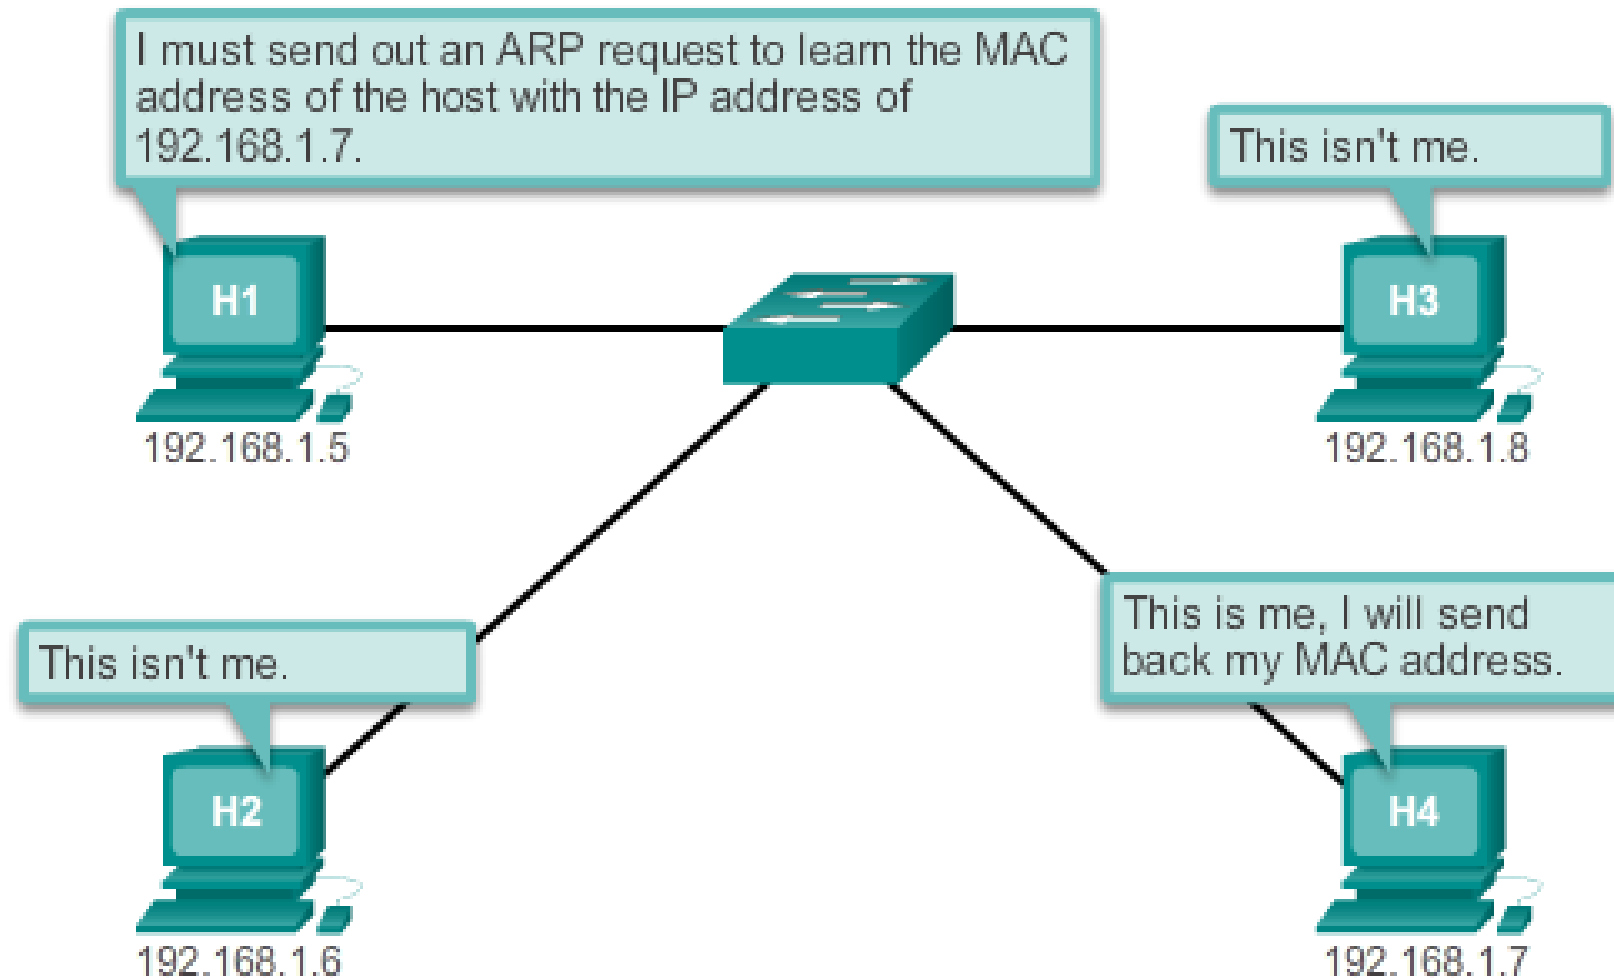 I must send out an ARP request to learn the MAC
address of the host with the IP address of
192.168.1.7.
This isn't me.
H1
H3
192.168.1.5
192.168.1.8
This isn't me.
This is me, I will send
back my MAC address.
H2
H4
192.168.1.6
192.168.1.7